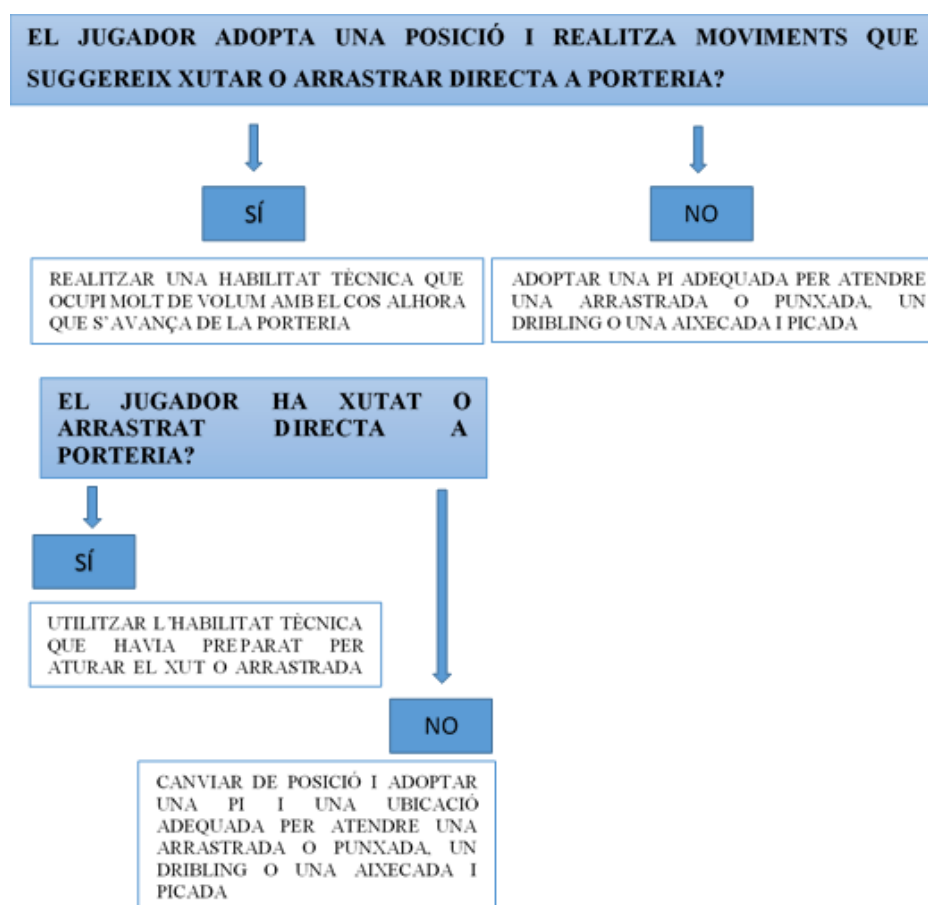 EL JUGADOR ADOPTA UNA POSICIÓ I REALITZA MOVIMENTS QUE
SUGGEREIX XUTAR O ARRASTRAR DIRECTA A PORTERIA?
SÍ
NO
REALITZAR UNA HABILITAT TÈCNICA QUE
OCUPI MOLT DE VOLUM AMB EL COS ALHORA
QUE S'AVANÇA DE LA PORTERIA
ADOPTAR UNA PI ADEQUADA PER ATENDRE
UNA ARRASTRADA O PUNXADA, UN
DRIBLING O UNA AIXECADA I PICADA
EL JUGADOR HA XUTAT O
ARRASTRAT DIRECTA A
PORTERIA?
SÍ
UTILITZAR L'HABILITAT TÈCNICA
QUE HAVIA PREPARAT PER
ATURAR EL XUT O ARRASTRADA
NO
CANVIAR DE POSICIÓ I ADOPTAR
UNA PI I UNA UBICACIÓ
ADEQUADA PER ATENDRE UNA
ARRASTRADA O PUNXADA, UN
DRIBLING O UNA AIXECADA I
PICADA